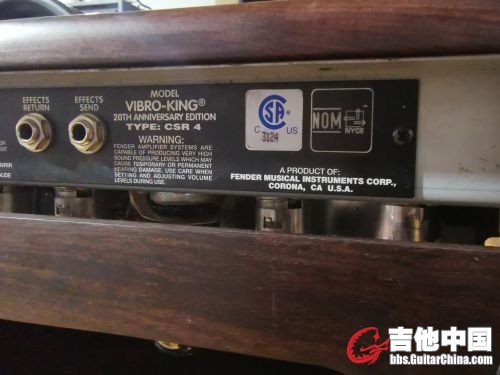 EFFECTS
RETURN
EFFECTS
SEND
MODEL
VIBRO-KING®
20TH ANNIVERSARY EDITION
TYPE: CSR 4
WARNING:
FENDER AMPLIFIER SYSTEMS ARE
CAPABLE OF PRODUCING VERY HIGH
SOUND PRESSURE LEVELS WHICH MAY
CAUSE TEMPORARY OR PERMANENT
HEARING DAMAGE. USE CARE WHEN
SETTING AND ADJUSTING VOLUME
LEVELS DURING USE.
C US
3124
NOM
NYCE
A PRODUCT OF:
FENDER MUSICAL INSTRUMENTS CORP.,
CORONA, CA U.S.A.
吉他中国
bbs.GuitarChina.com